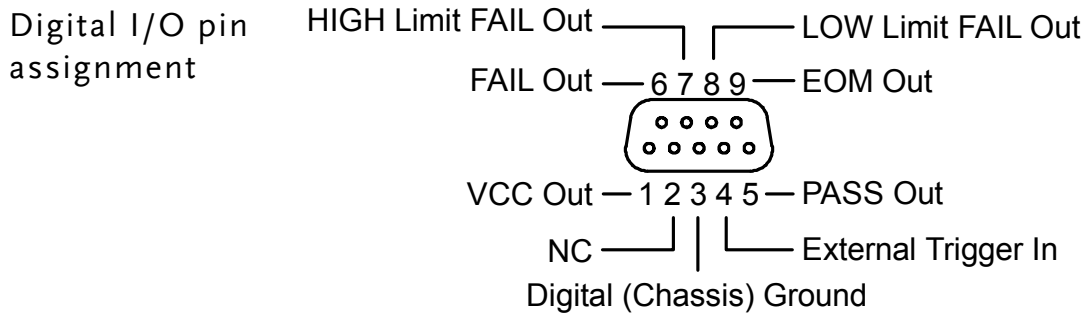 Digital I/O pin
assignment
HIGH Limit FAIL Out
LOW Limit FAIL Out
FAIL Out
6 7 8 9
EOM Out
VCC Out
1 2 3 4 5
PASS Out
NC
External Trigger In
Digital (Chassis) Ground